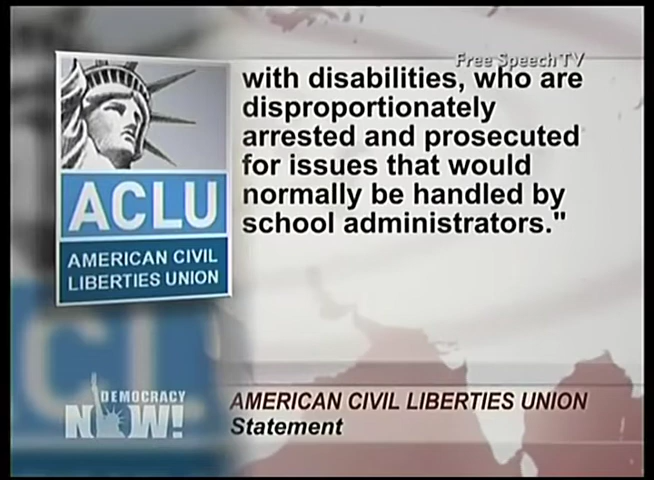 Free Speech TV
with disabilities, who are
disproportionately
arrested and prosecuted
for issues that would
normally be handled by
school administrators."
ACLU
AMERICAN CIVIL
LIBERTIES UNION
DEMOCRACY
NOW!
AMERICAN CIVIL LIBERTIES UNION
Statement